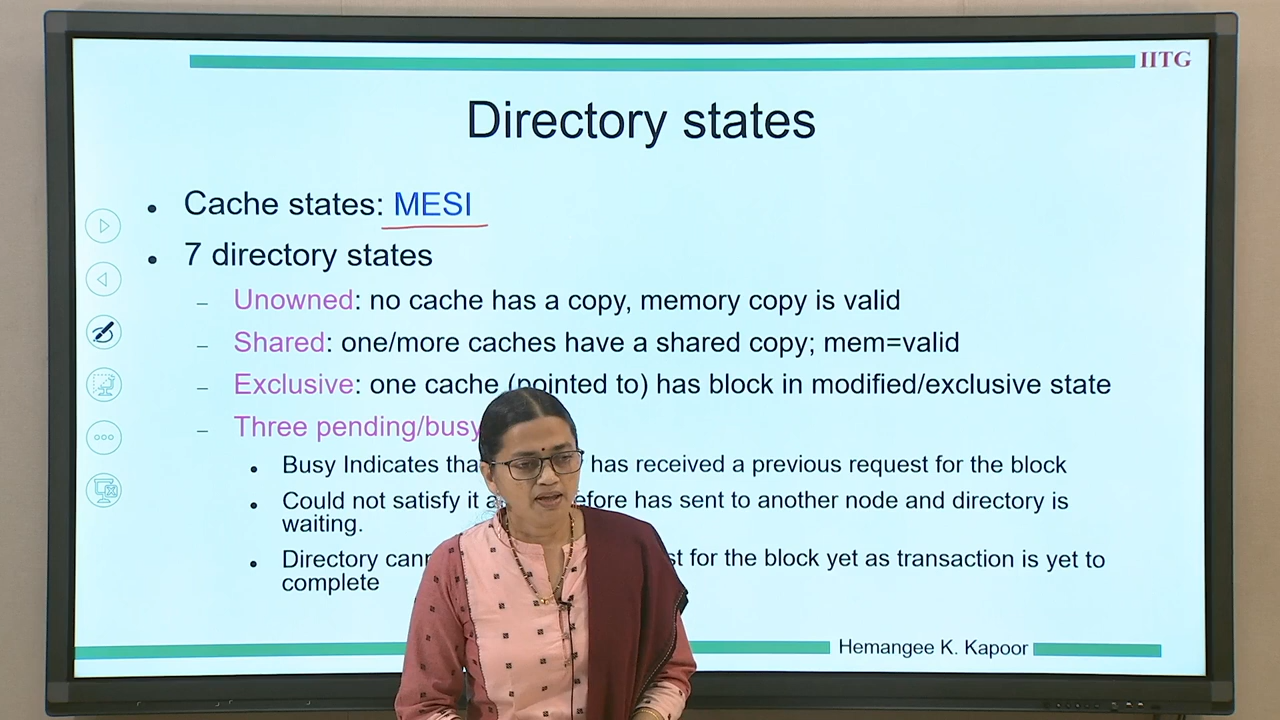 IITG
Directory states
• Cache states: MESI
• 7 directory states
– Unowned: no cache has a copy, memory copy is valid
– Shared: one/more caches have a shared copy; mem=valid
– Exclusive: one cache (pointed to) has block in modified/exclusive state
– Three pending/busy
• Busy Indicates has received a previous request for the block
• Could not satisfy it has sent to another node and directory is
waiting.
• Directory for the block yet as transaction is yet to
complete
Hemangee K. Kapoor